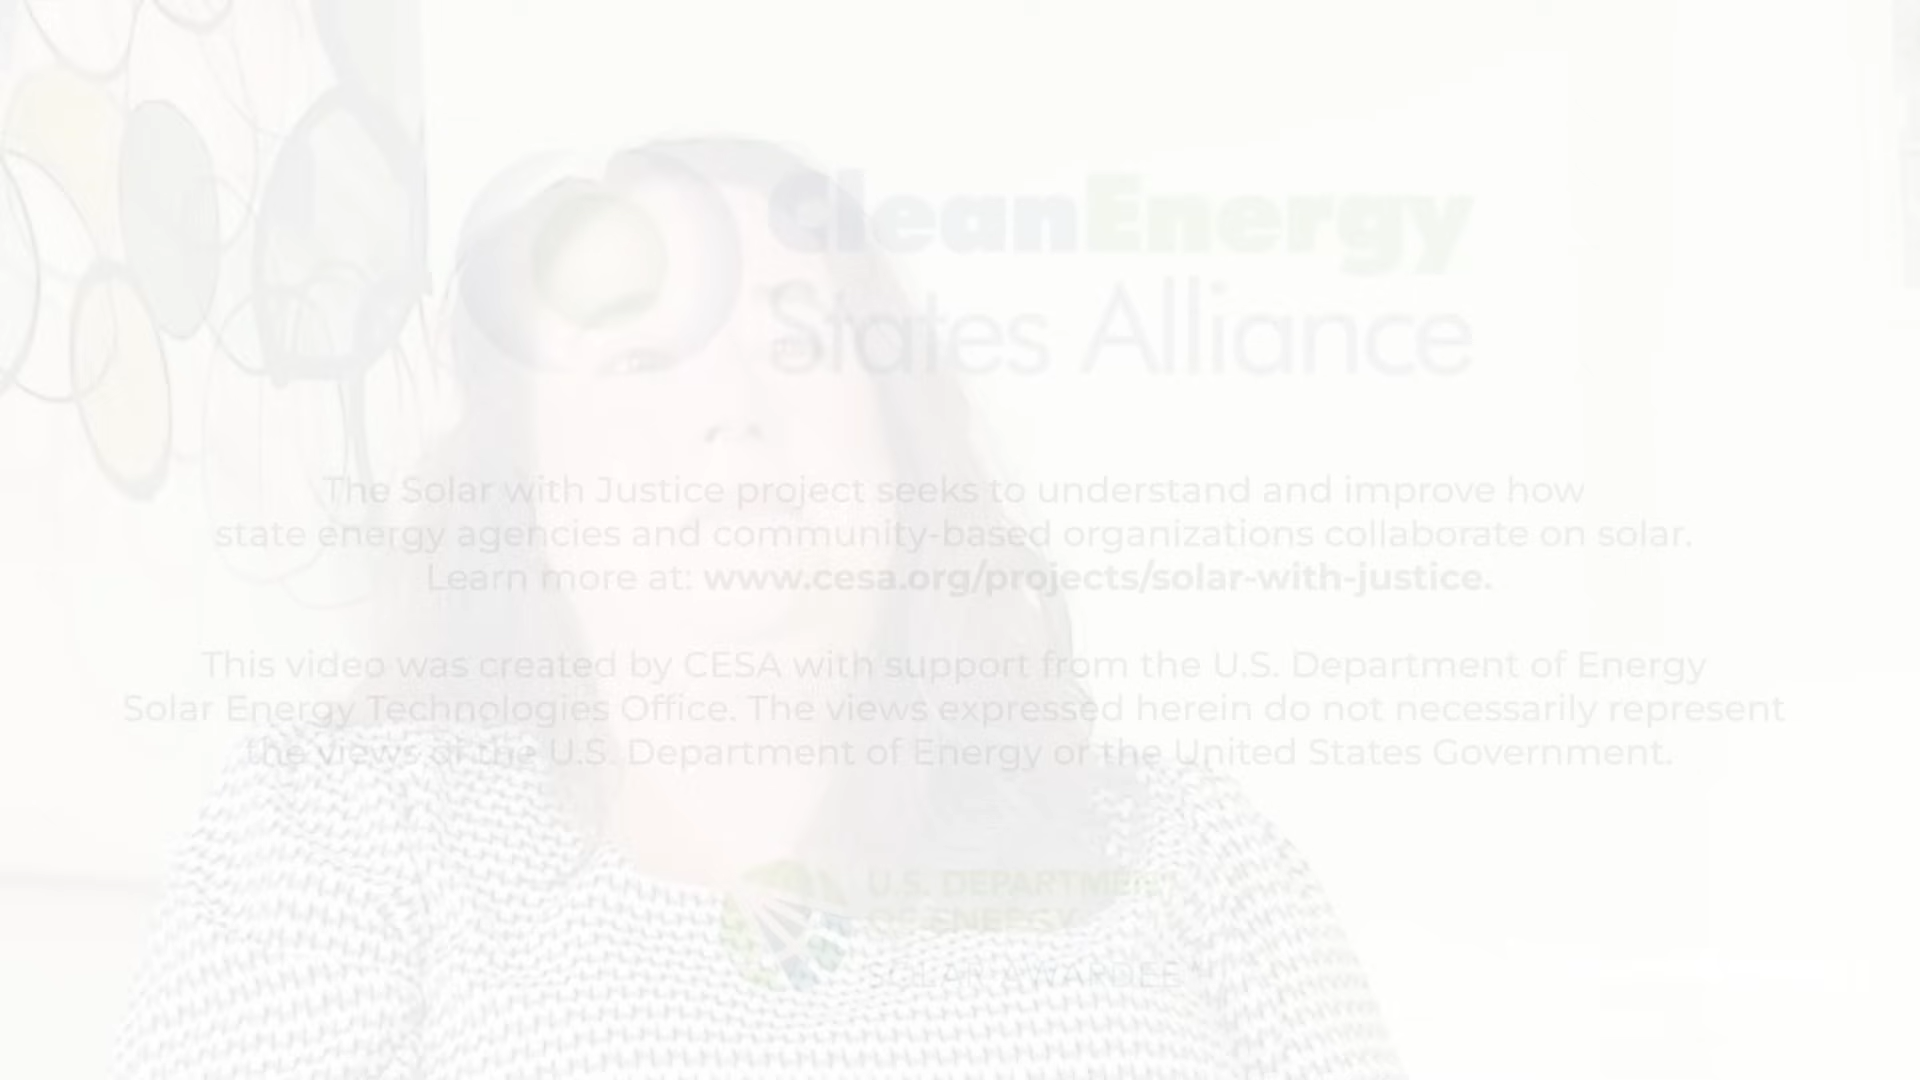 CleanEnergy
States Alliance
The Solar with Justice project seeks to understand and improve how
state energy agencies and community-based organizations collaborate on solar.
Learn more at: www.cesa.org/projects/solar-with-justice.
This video was created by CESA with support from the U.S. Department of Energy
Solar Energy Technologies Office. The views expressed herein do not necessarily represent
the views of the U.S. Department of Energy or the United States Government.
U.S. DEPARTMENT
OF ENERGY
SOLAR AWARDEE